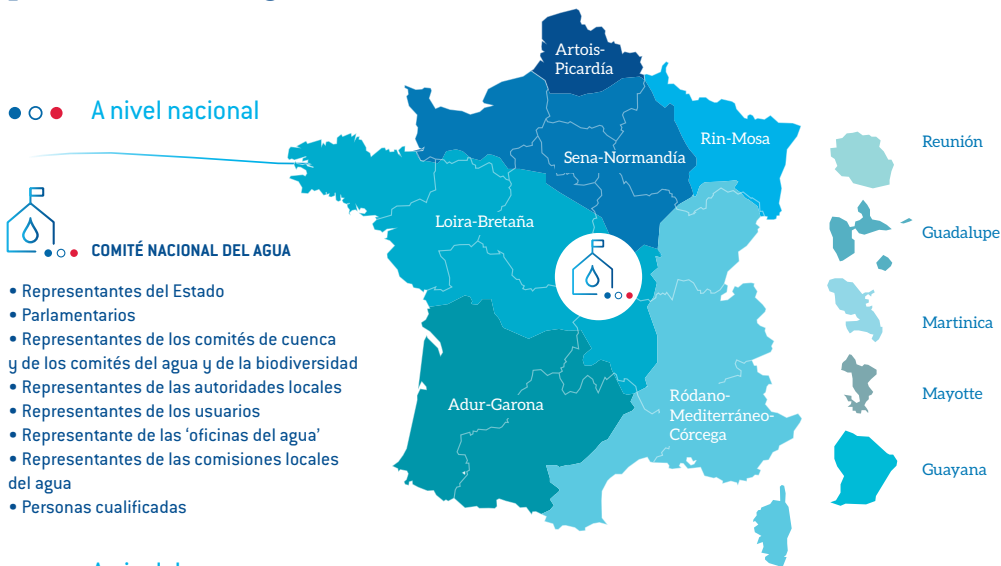 A nivel nacional
COMITÉ NACIONAL DEL AGUA
• Representantes del Estado
• Parlamentarios
• Representantes de los comités de cuenca
y de los comités del agua y de la biodiversidad
• Representantes de las autoridades locales
• Representantes de los usuarios
• Representante de las ‘oficinas del agua’
• Representantes de las comisiones locales
del agua
• Personas cualificadas
Artois-
Picardía
Sena-Normandía
Rin-Mosa
Loira-Bretaña
Adur-Garona
Ródano-
Mediterráneo-
Córcega
Reunión
Guadalupe
Martinica
Mayotte
Guayana